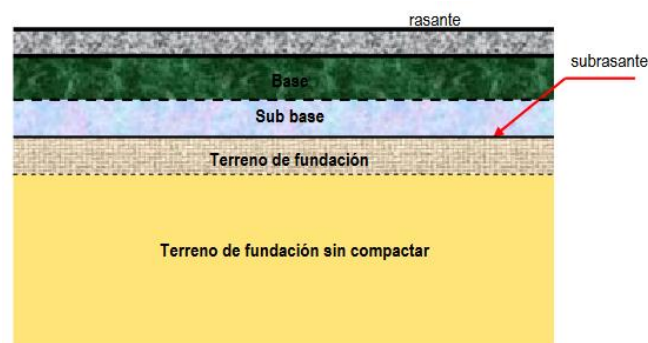 rasante
subrasante
Base
Sub base
Terreno de fundación
Terreno de fundación sin compactar